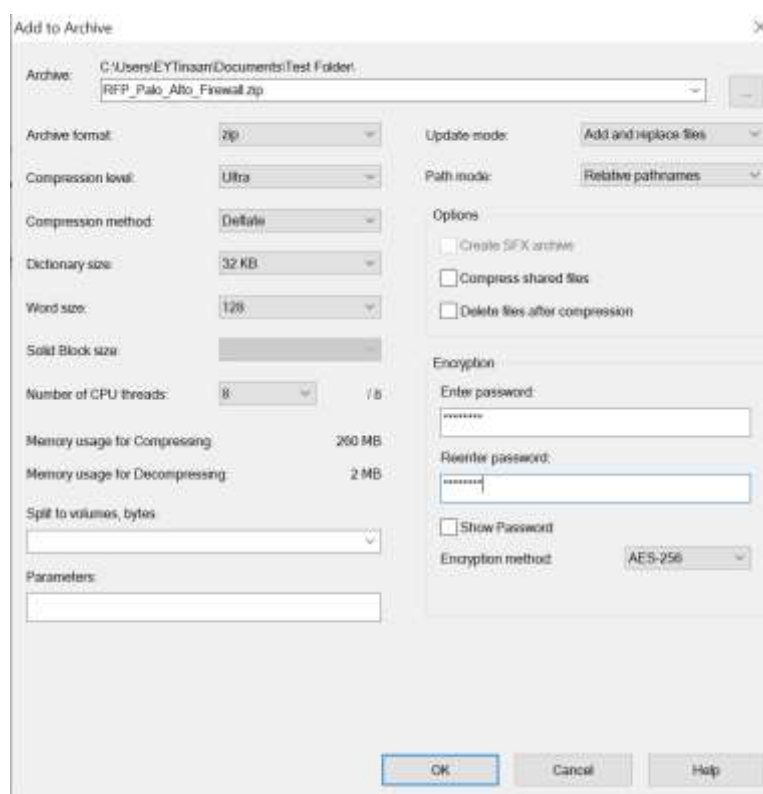 Add to Archive
Archive:
C:\Users\EYTinaan\Documents\Test Folder\
RFP_Palo_Alto_Firewall.zip
...
Archive format:
zip
Update mode:
Add and replace files
Compression level:
Ultra
Path mode:
Relative pathnames
Compression method:
Deflate
Options
Create SFX archive
Dictionary size:
32 KB
Compress shared files
Word size:
128
Delete files after compression
Solid Block size:
Encryption
Number of CPU threads:
8
/ 8
Enter password:
********
Memory usage for Compressing:
260 MB
Reenter password:
Memory usage for Decompressing:
2 MB
********
Split to volumes, bytes:
Show Password
Encryption method:
AES-256
Parameters:
OK
Cancel
Help